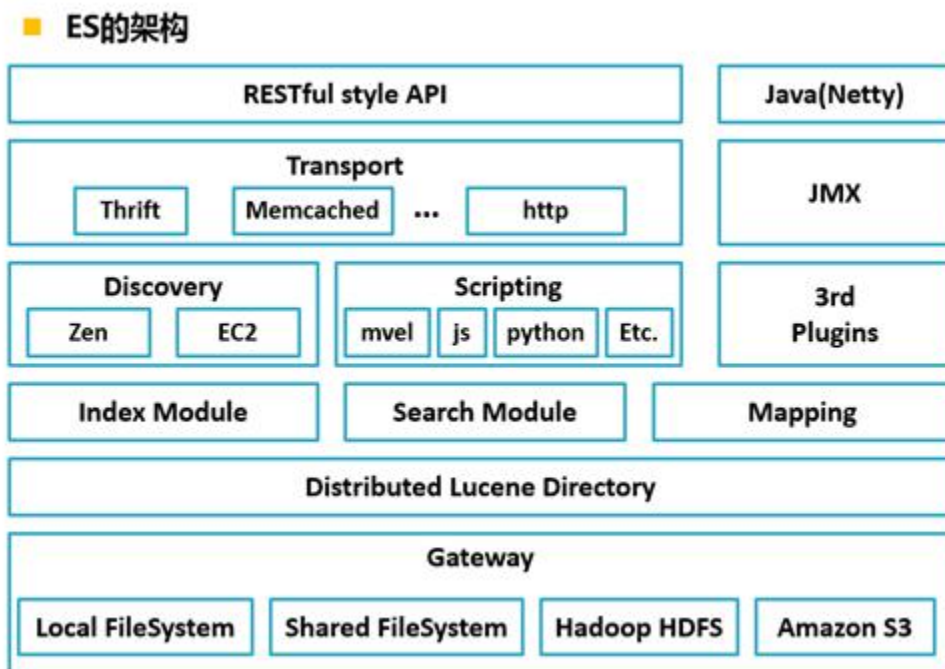 ES的架构
RESTful style API
Java(Netty)
Transport
Thrift
Memcached
...
http
JMX
Discovery
Zen
EC2
Scripting
mvel
js
python
Etc.
3rd
Plugins
Index Module
Search Module
Mapping
Distributed Lucene Directory
Gateway
Local FileSystem
Shared FileSystem
Hadoop HDFS
Amazon S3